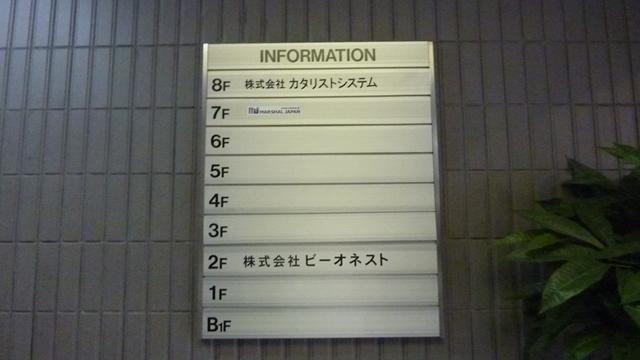 INFORMATION
8F 株式会社 カタリストシステム
7F MARSHAL JAPAN
6F
5F
4F
3F
2F 株式会社 ビーオネスト
1F
B1F